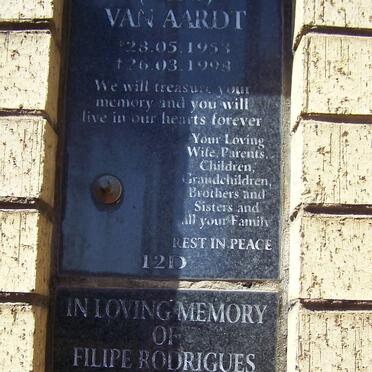 VAN AARDT
*28.05.1953
†26.03.1998
We will treasure your
memory and you will
live in our hearts forever
Your Loving
Wife, Parents,
Children,
Grandchildren,
Brothers and
Sisters and
all your Family
REST IN PEACE
12D
IN LOVING MEMORY
OF
FILIPE RODRIGUES